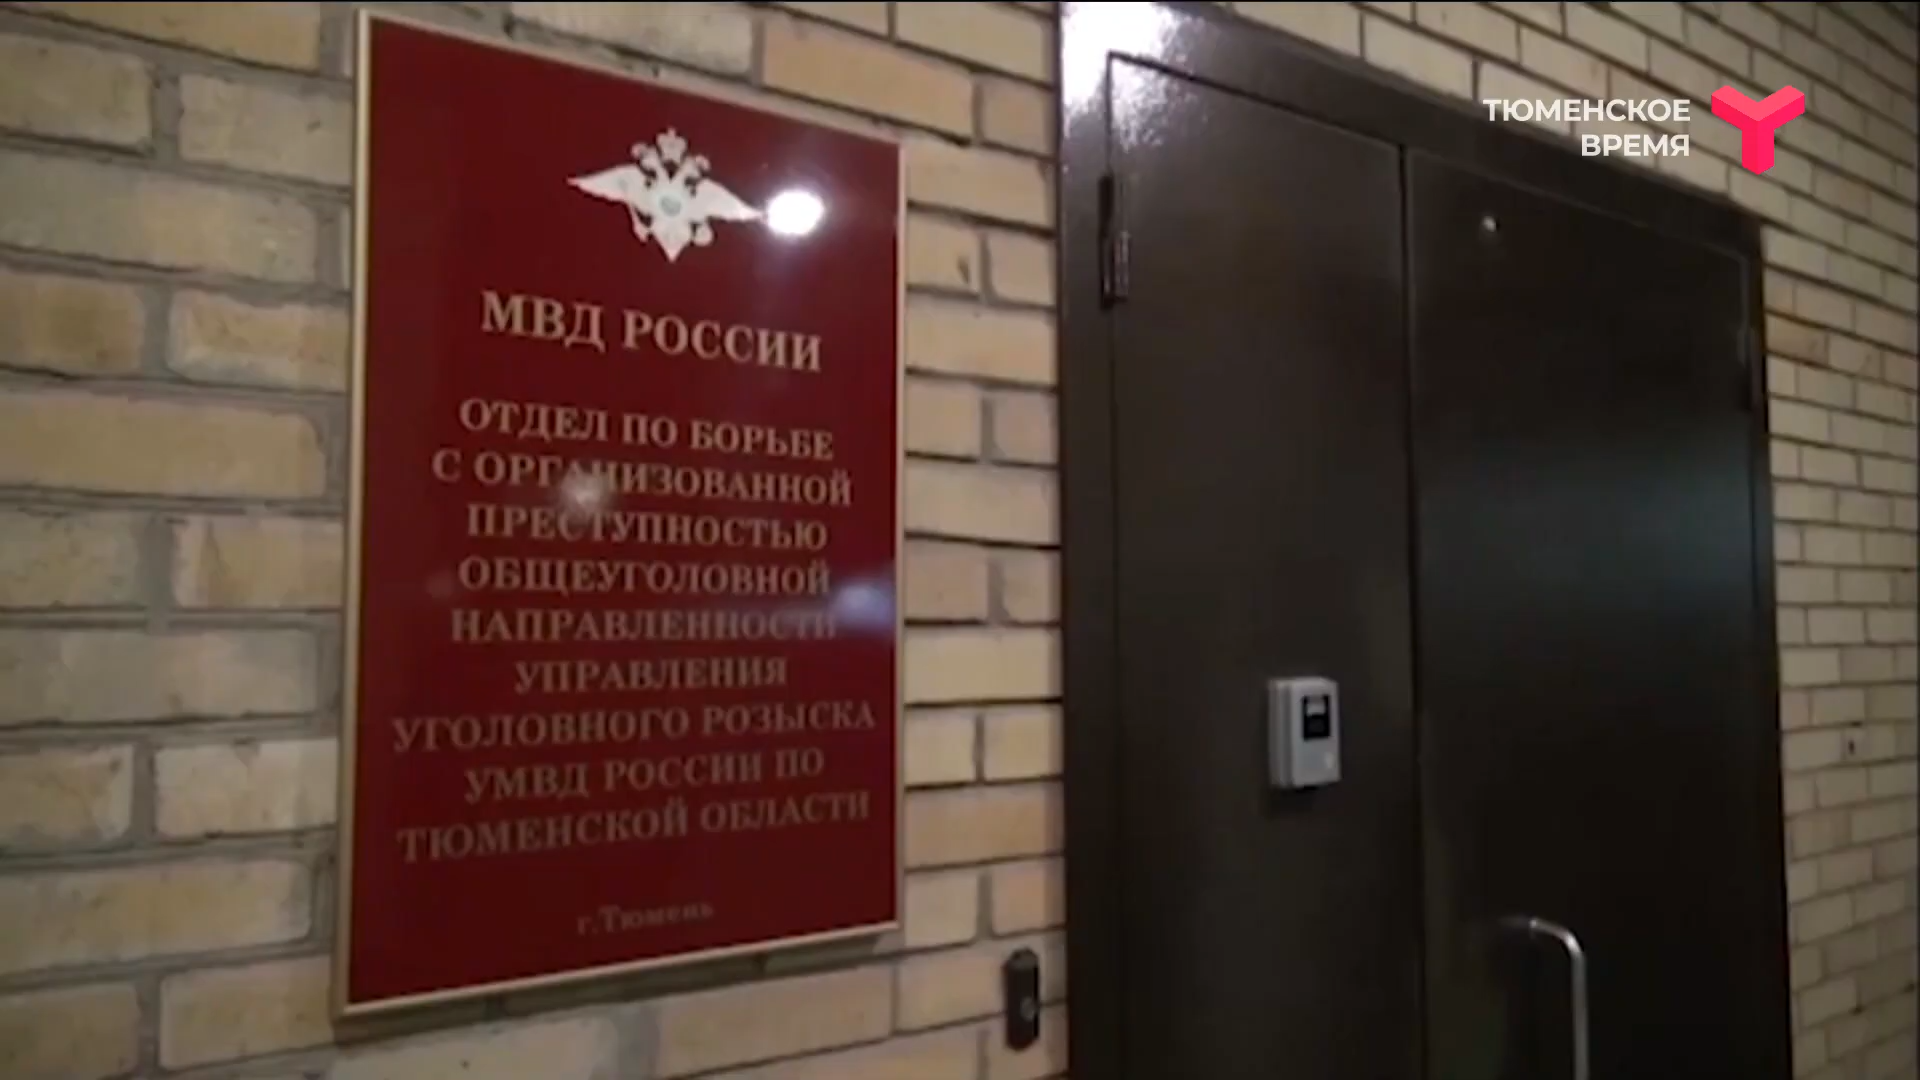 ТЮМЕНСКОЕ
ВРЕМЯ
МВД РОССИИ
ОТДЕЛ ПО БОРЬБЕ
С ОРГАНИЗОВАННОЙ
ПРЕСТУПНОСТЬЮ
ОБЩЕУГОЛОВНОЙ
НАПРАВЛЕННОСТИ
УПРАВЛЕНИЯ
УГОЛОВНОГО РОЗЫСКА
УМВД РОССИИ ПО
ТЮМЕНСКОЙ ОБЛАСТИ
г.Тюмень